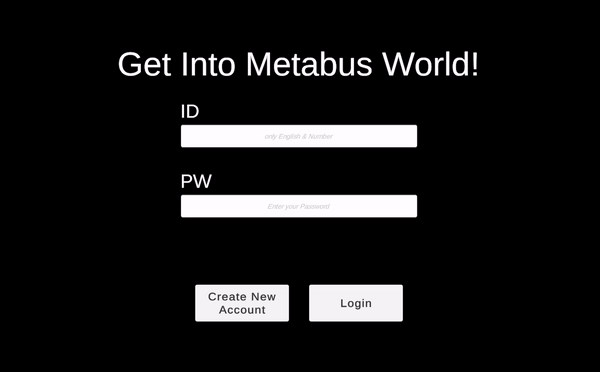 Get Into Metabus World!
ID
only English & Number
PW
Enter your Password
Create New
Account
Login